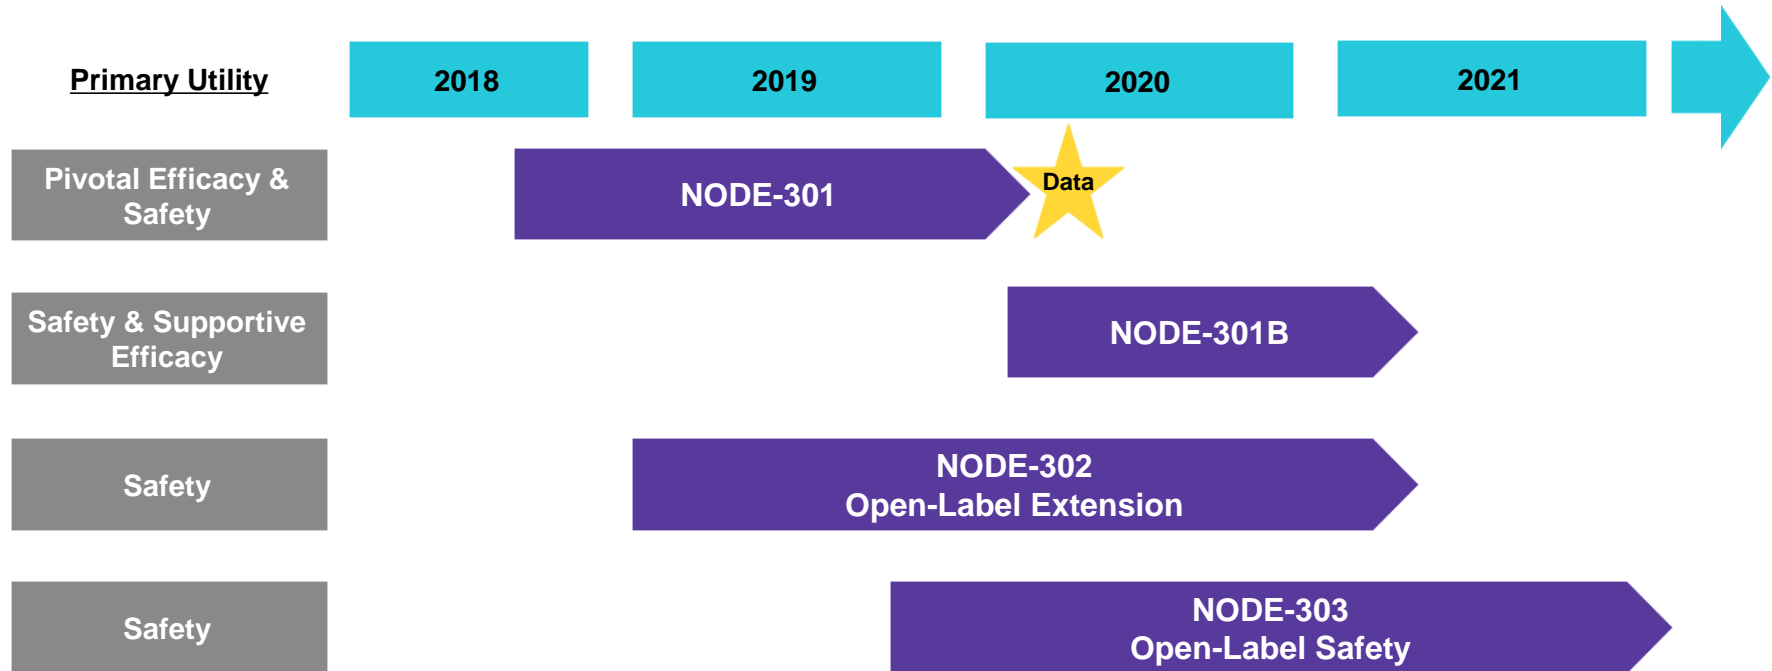 Primary Utility
2018
2019
2020
2021
Pivotal Efficacy &
Safety
NODE-301
Data
Safety & Supportive
Efficacy
NODE-301B
Safety
NODE-302
Open-Label Extension
Safety
NODE-303
Open-Label Safety